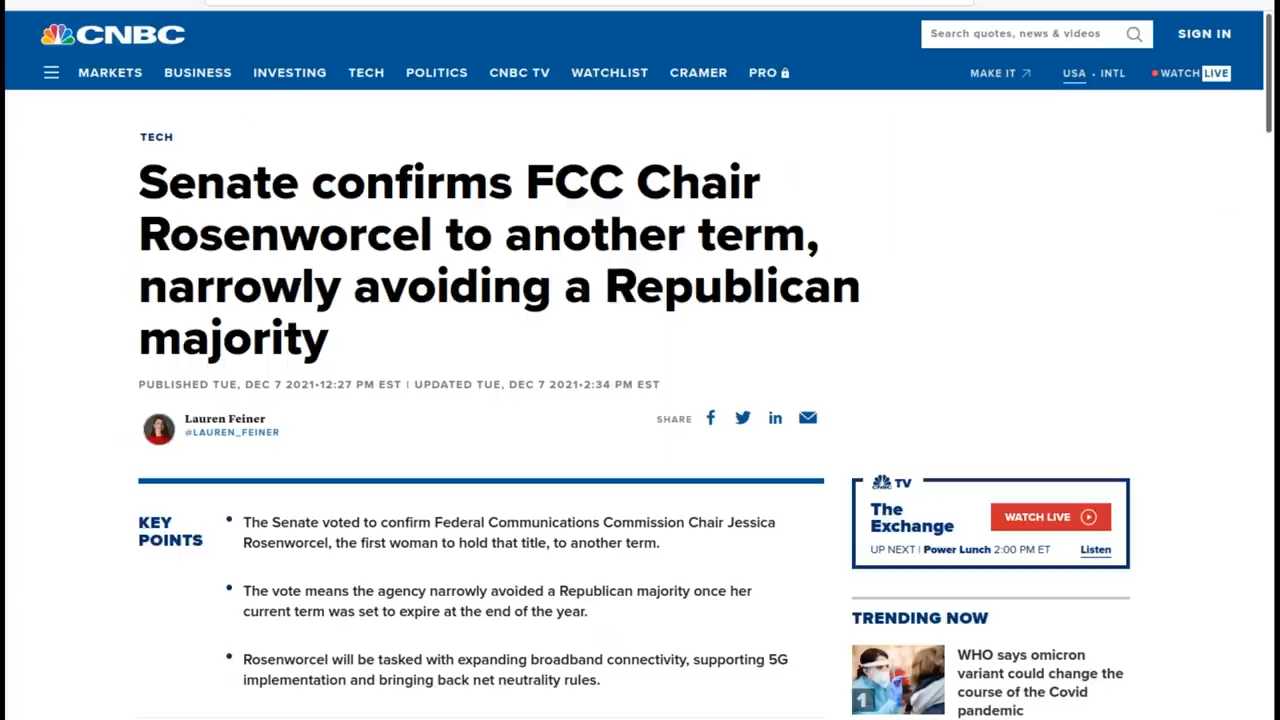 CNBC
Search quotes, news & videos
SIGN IN
MARKETS BUSINESS INVESTING TECH POLITICS CNBC TV WATCHLIST CRAMER PRO
MAKE IT USA • INTL WATCH LIVE
TECH
Senate confirms FCC Chair
Rosenworcel to another term,
narrowly avoiding a Republican
majority
PUBLISHED TUE, DEC 7 2021•12:27 PM EST | UPDATED TUE, DEC 7 2021•2:34 PM EST
Lauren Feiner
@LAUREN_FEINER
SHARE
KEY
POINTS
• The Senate voted to confirm Federal Communications Commission Chair Jessica
Rosenworcel, the first woman to hold that title, to another term.
• The vote means the agency narrowly avoided a Republican majority once her
current term was set to expire at the end of the year.
• Rosenworcel will be tasked with expanding broadband connectivity, supporting 5G
implementation and bringing back net neutrality rules.
CNBC TV
The
Exchange
WATCH LIVE
UP NEXT | Power Lunch 2:00 PM ET
Listen
TRENDING NOW
1
WHO says omicron
variant could change the
course of the Covid
pandemic